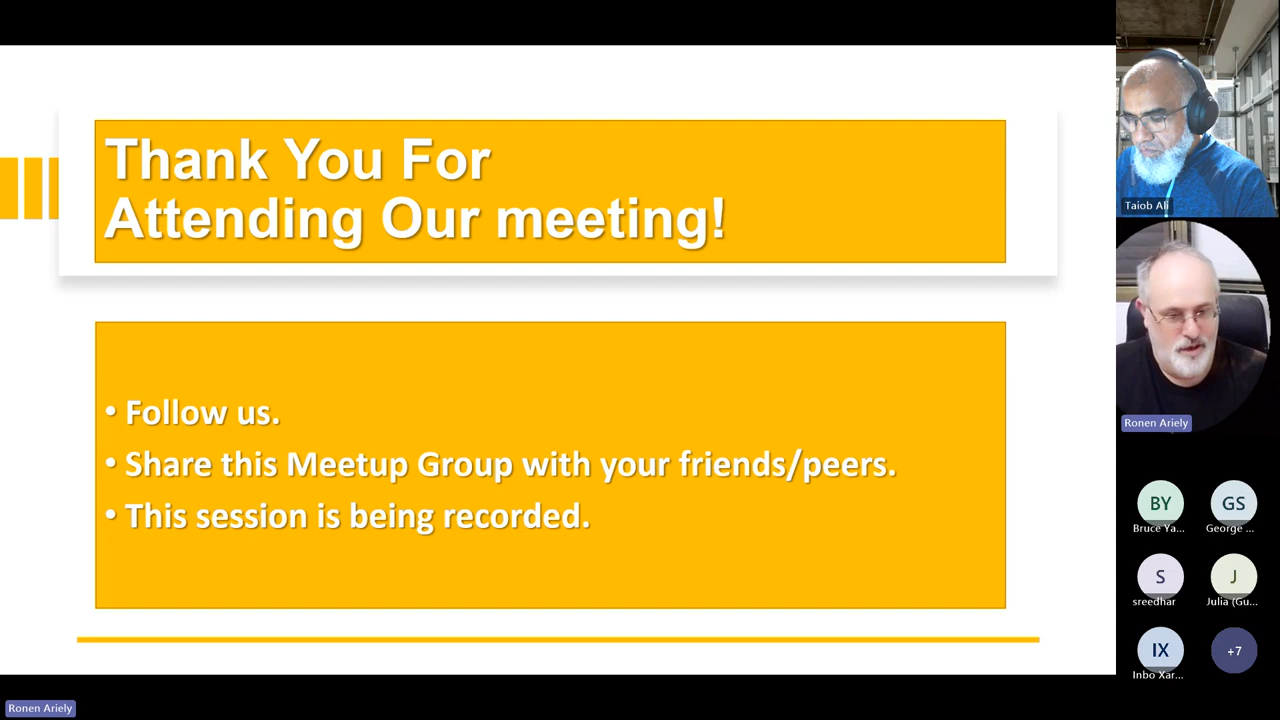 Thank You For
Attending Our meeting!
• Follow us.
• Share this Meetup Group with your friends/peers.
• This session is being recorded.
Taiob Ali
Ronen Ariely
BY
GS
Bruce Ya...
George ...
S
J
sreedhar
Julia (Gu...
IX
+7
Inbo Xar...
Ronen Ariely